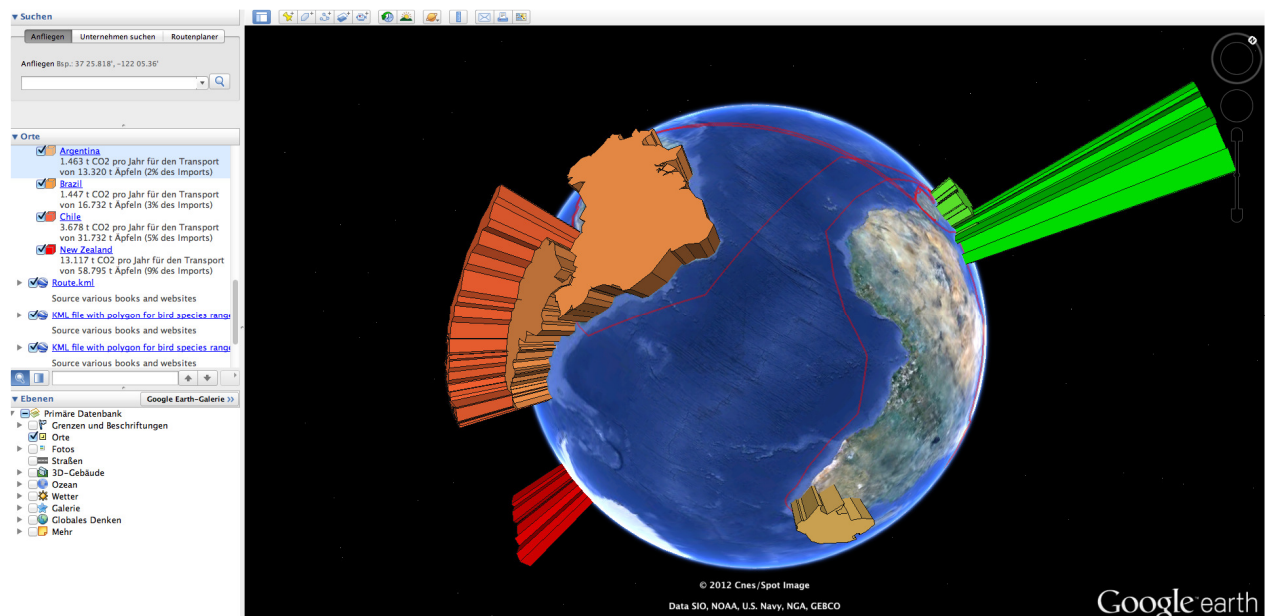 Suchen
Anfliegen Unternehmen suchen Routenplaner
Anfliegen Bsp.: 37 25.818', -122 05.36'
Orte
Argentina
1.463 t CO2 pro Jahr für den Transport
von 13.320 t Äpfeln (2% des Imports)
Brazil
1.447 t CO2 pro Jahr für den Transport
von 16.732 t Äpfeln (3% des Imports)
Chile
3.678 t CO2 pro Jahr für den Transport
von 31.732 t Äpfeln (5% des Imports)
New Zealand
13.117 t CO2 pro Jahr für den Transport
von 58.795 t Äpfeln (9% des Imports)
Route.kml
Source various books and websites
KML file with polygon for bird species range
Source various books and websites
KML file with polygon for bird species range
Source various books and websites
Ebenen Google Earth-Galerie »
Primäre Datenbank
Grenzen und Beschriftungen
Orte
Fotos
Straßen
3D-Gebäude
Ozean
Wetter
Galerie
Globales Denken
Mehr
© 2012 Cnes/Spot Image
Data SIO, NOAA, U.S. Navy, NGA, GEBCO
Google earth